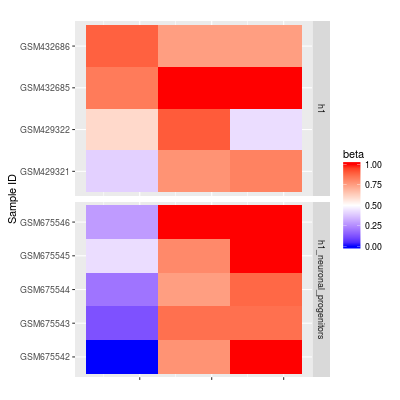 GSM432686
GSM432685
GSM429322
GSM429321
h1
GSM675546
GSM675545
GSM675544
GSM675543
GSM675542
h1_neuronal_progenitors
Sample ID
beta
1.00
0.75
0.50
0.25
0.00